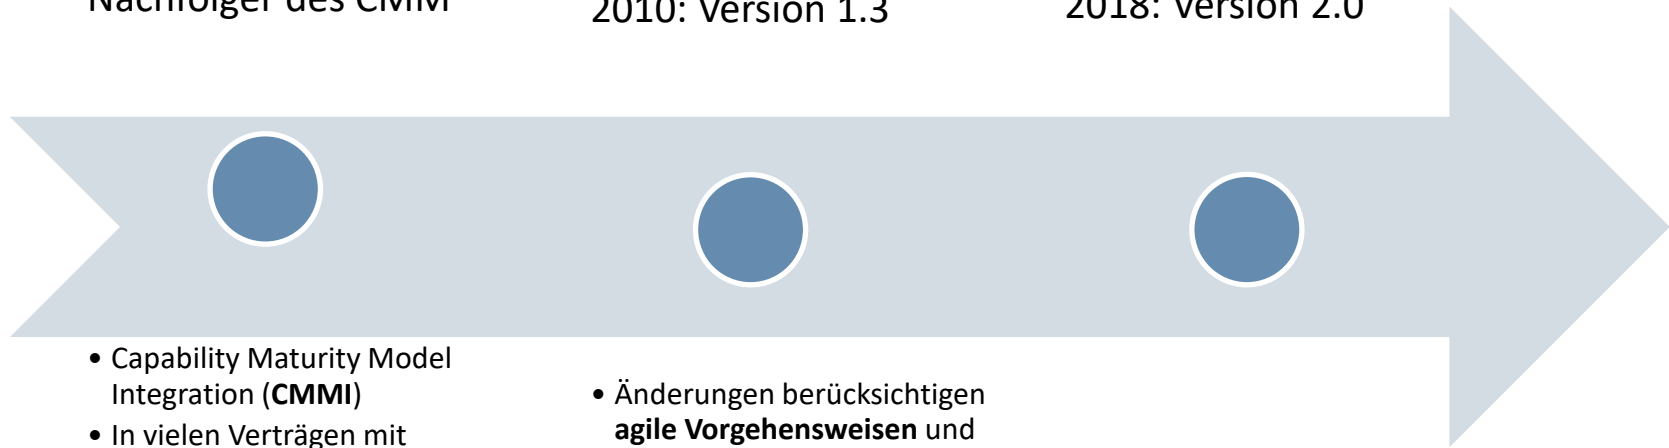 Nachfolger des CMM
2010: Version 1.3
2018: Version 2.0
• Capability Maturity Model
Integration (CMMI)
• In vielen Verträgen mit
• Änderungen berücksichtigen
agile Vorgehensweisen und